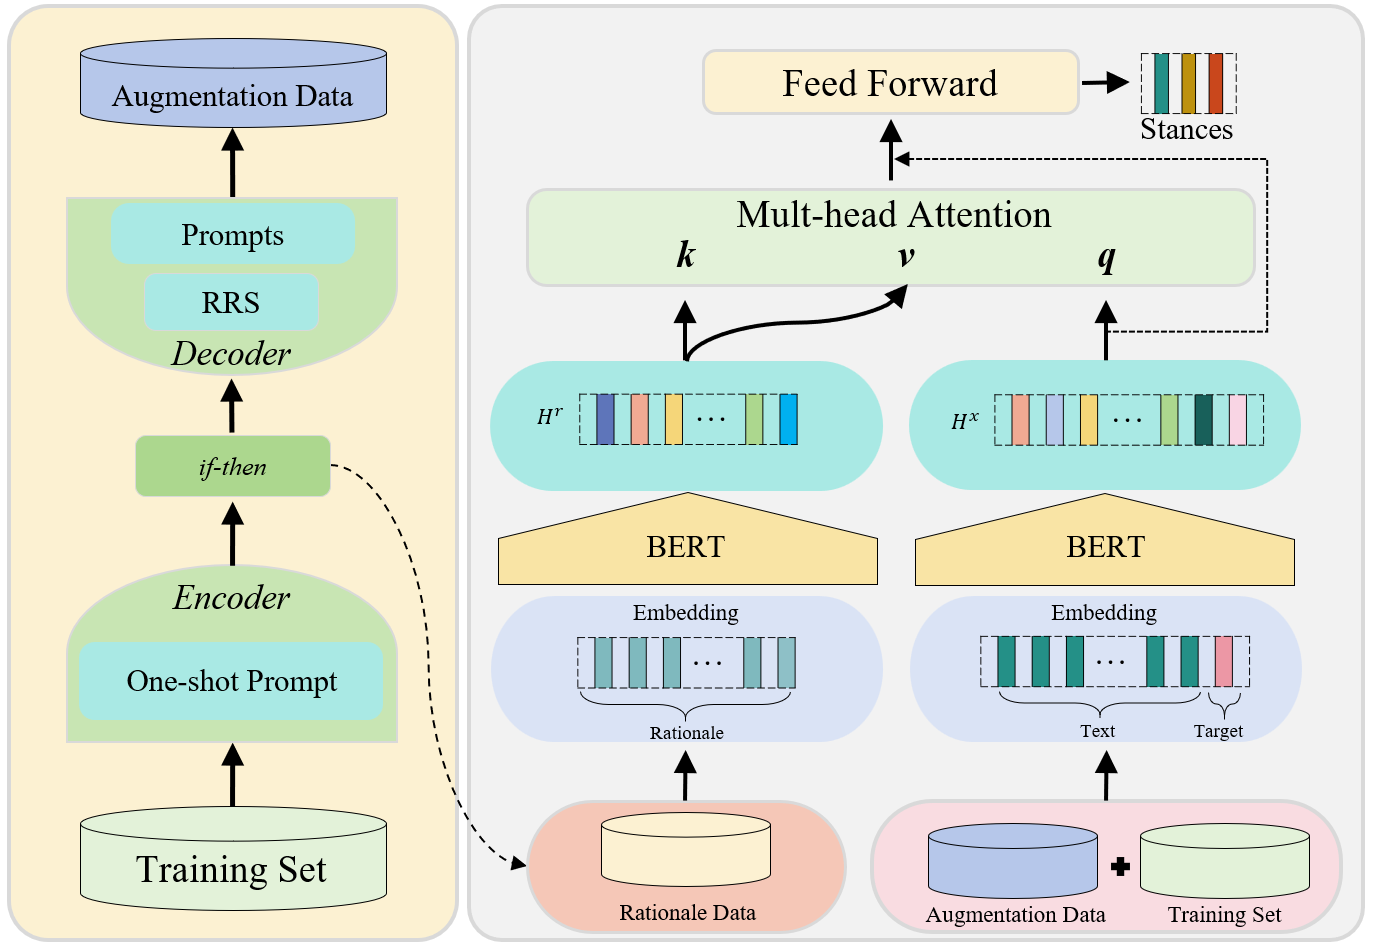 Augmentation Data
Prompts
RRS
Decoder
if-then
Encoder
One-shot Prompt
Training Set
Feed Forward
Stances
Mult-head Attention
k v q
H^r ...
H^x ...
BERT
BERT
Embedding
...
Rationale
Embedding
...
Text Target
Rationale Data
Augmentation Data + Training Set